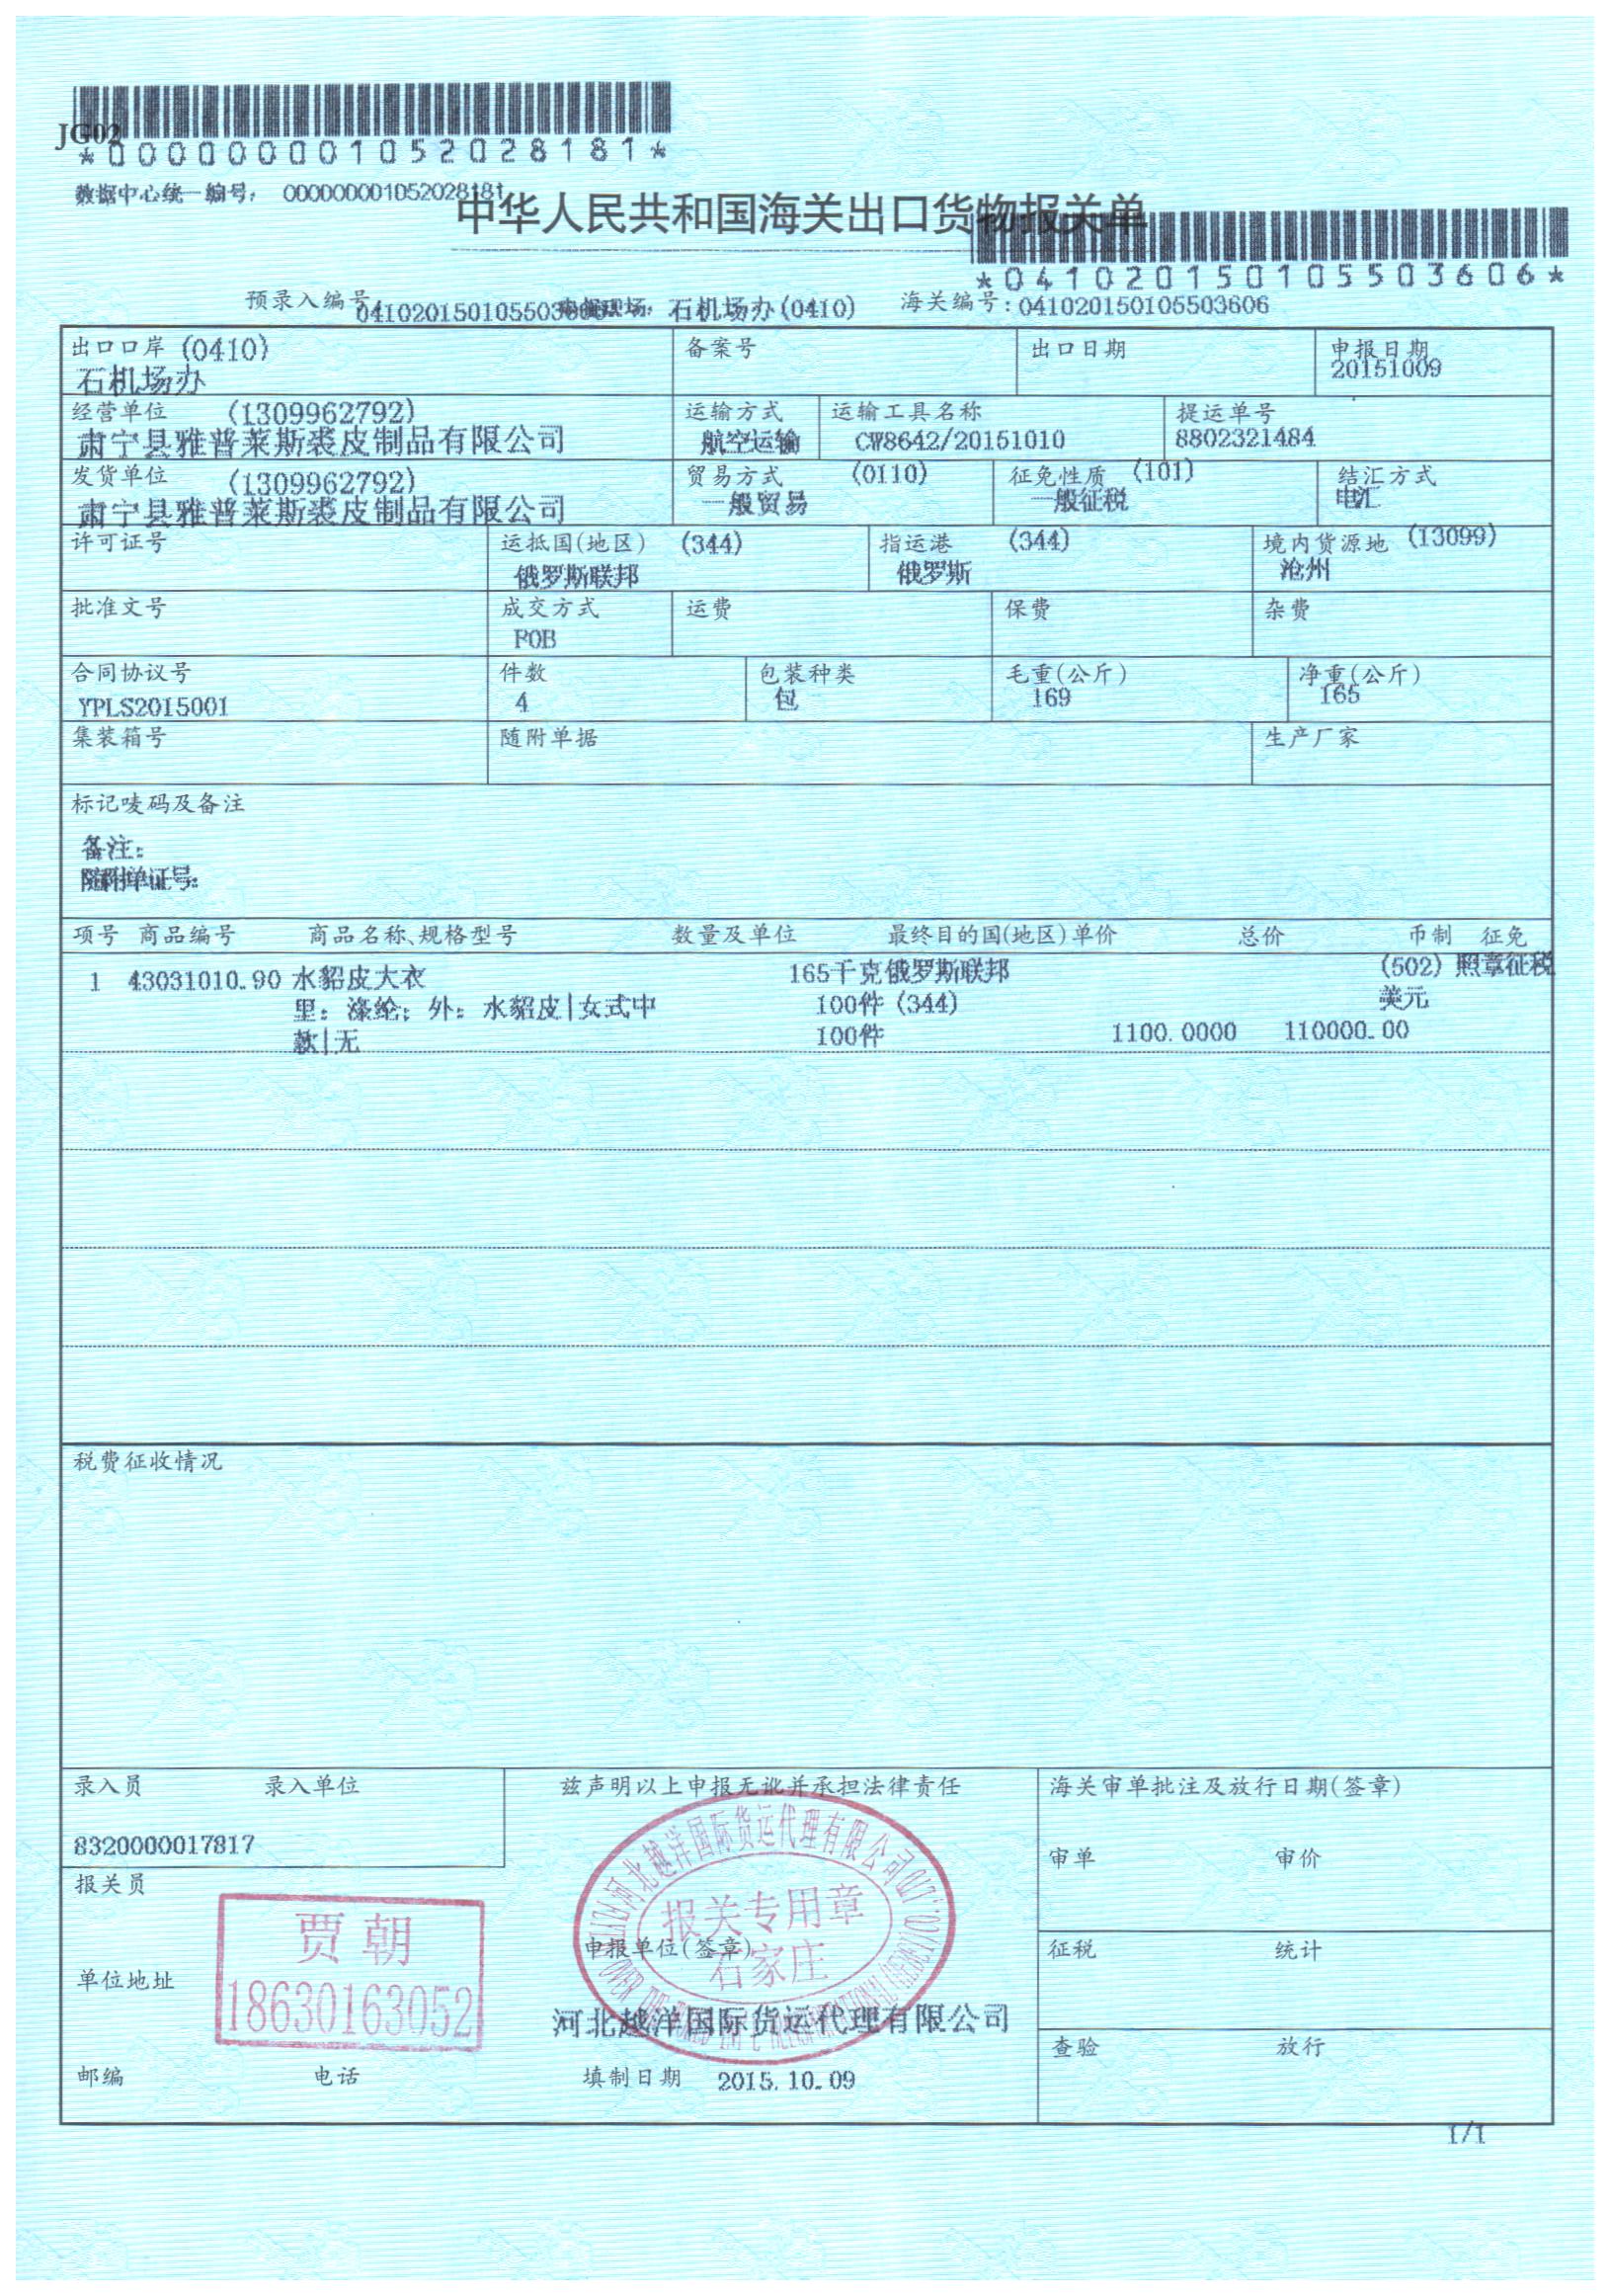 JG02
*000000001052028181*
数据中心统一编号: 000000001052028181
中华人民共和国海关出口货物报关单
*041020150105503606*
预录入编号: 申报现场: 石机场办(0410) 海关编号: 041020150105503606
出口口岸 (0410) 备案号 出口日期 申报日期
石机场办 20151009
经营单位 (1309962792) 运输方式 运输工具名称 提运单号
肃宁县雅普莱斯裘皮制品有限公司 航空运输 CW8642/20151010 8802321484
发货单位 (1309962792) 贸易方式 (0110) 征免性质 (101) 结汇方式
肃宁县雅普莱斯裘皮制品有限公司 一般贸易 一般征税 电汇
许可证号 运抵国(地区) (344) 指运港 (344) 境内货源地 (13099)
俄罗斯联邦 俄罗斯 沧州
批准文号 成交方式 运费 保费 杂费
FOB
合同协议号 件数 包装种类 毛重(公斤) 净重(公斤)
YPLS2015001 4 包 169 165
集装箱号 随附单据 生产厂家
标记唛码及备注
备注:
随附单证号:
项号 商品编号 商品名称、规格型号 数量及单位 最终目的国(地区) 单价 总价 币制 征免
1 43031010.90 水貂皮大衣 165千克 俄罗斯联邦 (502) 照章征税
里: 涤纶; 外: 水貂皮|女式中 100件 (344) 美元
款|无 100件 1100.0000 110000.00
税费征收情况
录入员 录入单位 兹声明以上申报无讹并承担法律责任 海关审单批注及放行日期(签章)
8320000017817
审单 审价
报关员
河北越洋国际货运代理有限公司
报关专用章
石家庄
贾朝
18630163052
申报单位(签章)
征税 统计
单位地址
河北越洋国际货运代理有限公司
查验 放行
邮编 电话 填制日期 2015.10.09
1/1